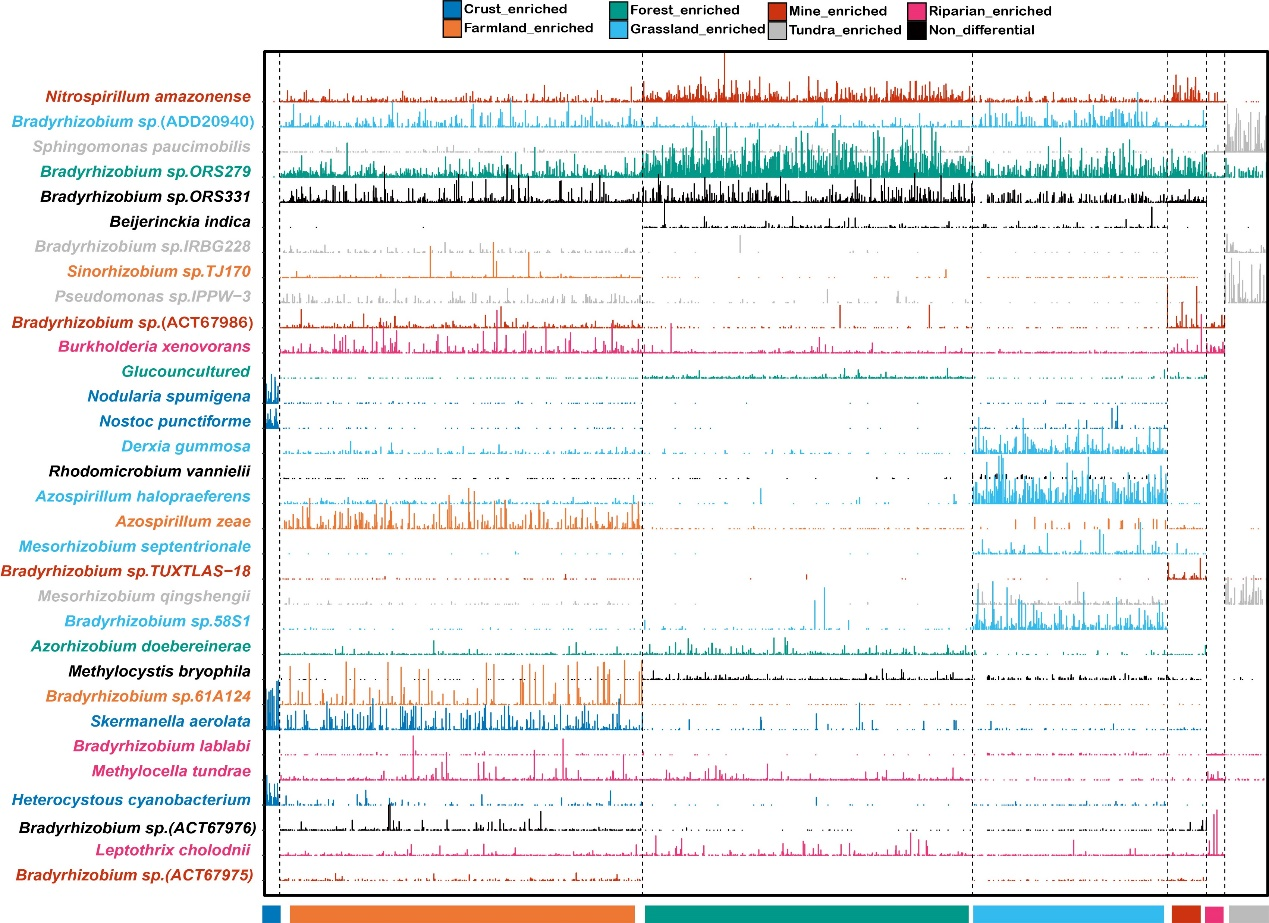 Crust_enriched Forest_enriched Mine_enriched Riparian_enriched
Farmland_enriched Grassland_enriched Tundra_enriched Non_differential
Nitrospirillum amazonense
Bradyrhizobium sp.(ADD20940)
Sphingomonas paucimobilis
Bradyrhizobium sp.ORS279
Bradyrhizobium sp.ORS331
Beijerinckia indica
Bradyrhizobium sp.IRBG228
Sinorhizobium sp.TJ170
Pseudomonas sp.IPPW−3
Bradyrhizobium sp.(ACT67986)
Burkholderia xenovorans
Glucouncultured
Nodularia spumigena
Nostoc punctiforme
Derxia gummosa
Rhodomicrobium vannielii
Azospirillum halopraeferens
Azospirillum zeae
Mesorhizobium septentrionale
Bradyrhizobium sp.TUXTLAS−18
Mesorhizobium qingshengii
Bradyrhizobium sp.58S1
Azorhizobium doebereinerae
Methylocystis bryophila
Bradyrhizobium sp.61A124
Skermanella aerolata
Bradyrhizobium lablabi
Methylocella tundrae
Heterocystous cyanobacterium
Bradyrhizobium sp.(ACT67976)
Leptothrix cholodnii
Bradyrhizobium sp.(ACT67975)